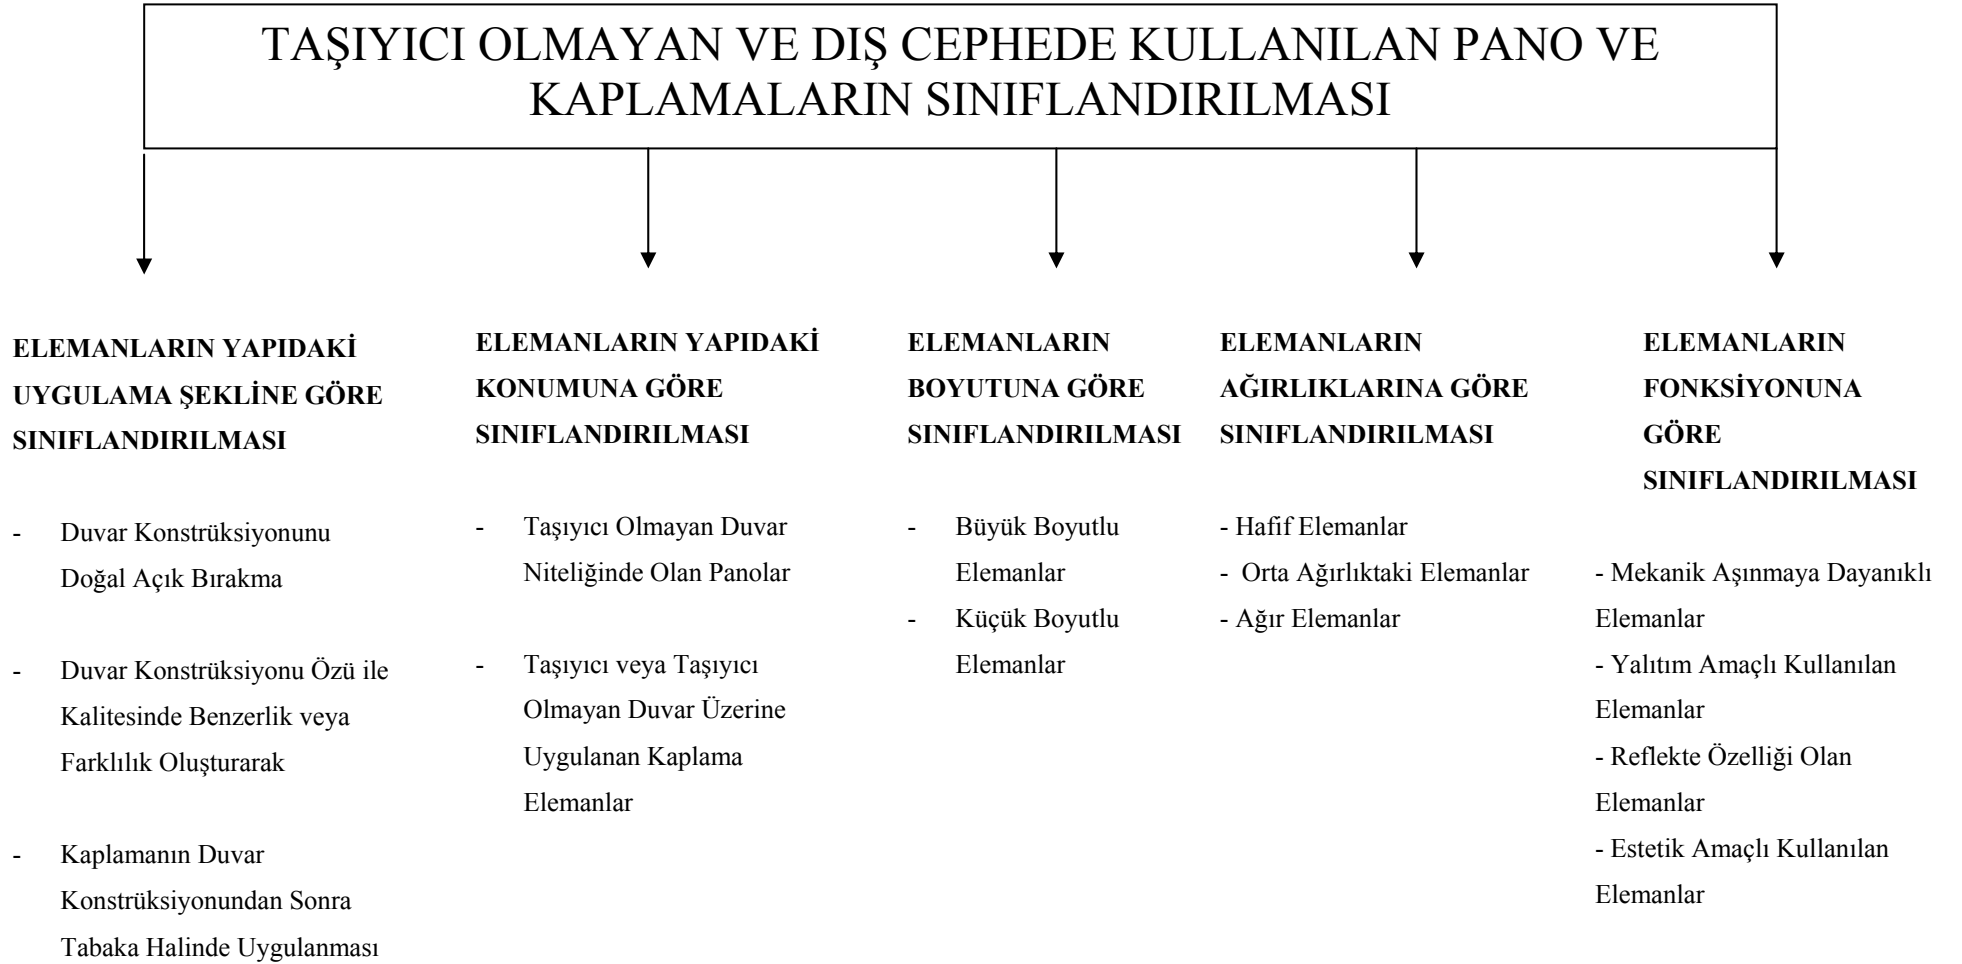 TAŞIYICI OLMAYAN VE DIŞ CEPHEDE KULLANILAN PANO VE
KAPLAMALARIN SINIFLANDIRILMASI
ELEMANLARIN YAPIDAKİ
UYGULAMA ŞEKLİNE GÖRE
SINIFLANDIRILMASI
- Duvar Konstrüksiyonunu
Doğal Açık Bırakma
- Duvar Konstrüksiyonu Özü ile
Kalitesinde Benzerlik veya
Farklılık Oluşturarak
- Kaplamanın Duvar
Konstrüksiyonundan Sonra
Tabaka Halinde Uygulanması
ELEMANLARIN YAPIDAKİ
KONUMUNA GÖRE
SINIFLANDIRILMASI
- Taşıyıcı Olmayan Duvar
Niteliğinde Olan Panolar
- Taşıyıcı veya Taşıyıcı
Olmayan Duvar Üzerine
Uygulanan Kaplama
Elemanlar
ELEMANLARIN
BOYUTUNA GÖRE
SINIFLANDIRILMASI
- Büyük Boyutlu
Elemanlar
- Küçük Boyutlu
Elemanlar
ELEMANLARIN
AĞIRLIKLARINA GÖRE
SINIFLANDIRILMASI
- Hafif Elemanlar
- Orta Ağırlıktaki Elemanlar
- Ağır Elemanlar
ELEMANLARIN
FONKSİYONUNA
GÖRE
SINIFLANDIRILMASI
- Mekanik Aşınmaya Dayanıklı
Elemanlar
- Yalıtım Amaçlı Kullanılan
Elemanlar
- Reflekte Özelliği Olan
Elemanlar
- Estetik Amaçlı Kullanılan
Elemanlar